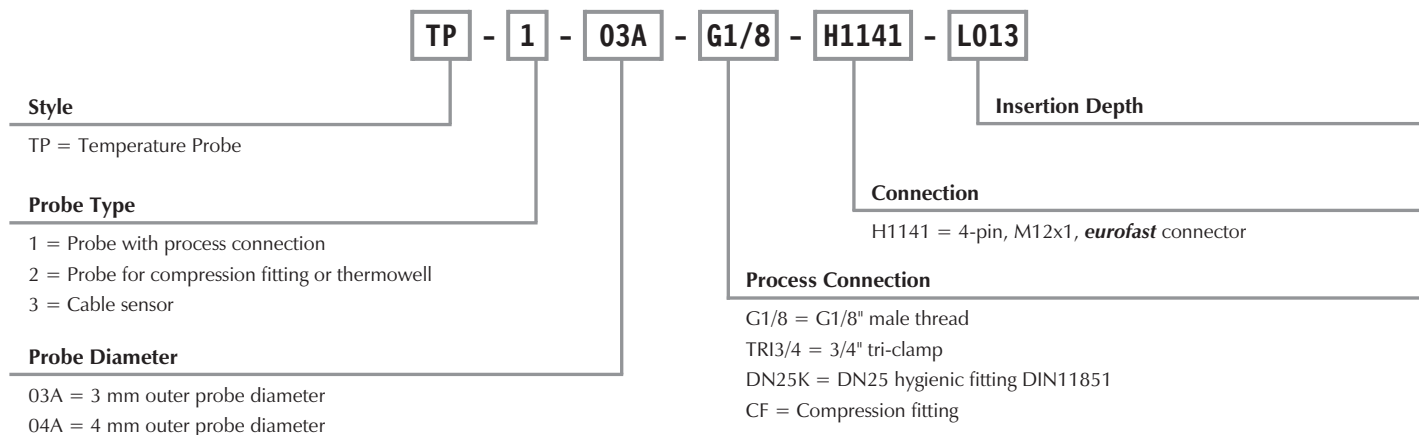 TP - 1 - 03A - G1/8 - H1141 - L013
Style
TP = Temperature Probe
Probe Type
1 = Probe with process connection
2 = Probe for compression fitting or thermowell
3 = Cable sensor
Probe Diameter
03A = 3 mm outer probe diameter
04A = 4 mm outer probe diameter
Insertion Depth
Connection
H1141 = 4-pin, M12x1, eurofast connector
Process Connection
G1/8 = G1/8" male thread
TRI3/4 = 3/4" tri-clamp
DN25K = DN25 hygienic fitting DIN11851
CF = Compression fitting